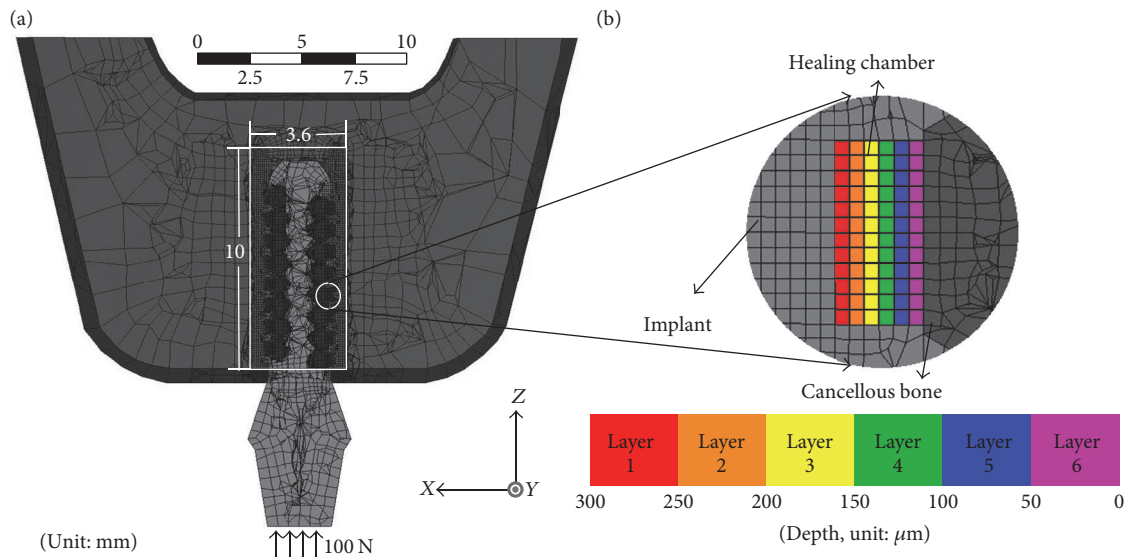 (a)
0 5 10
2.5 7.5
3.6
10
Z
X
Y
(Unit: mm)
100 N
(b)
Healing chamber
Implant
Cancellous bone
Layer 1
Layer 2
Layer 3
Layer 4
Layer 5
Layer 6
300 250 200 150 100 50 0
(Depth, unit: μm)